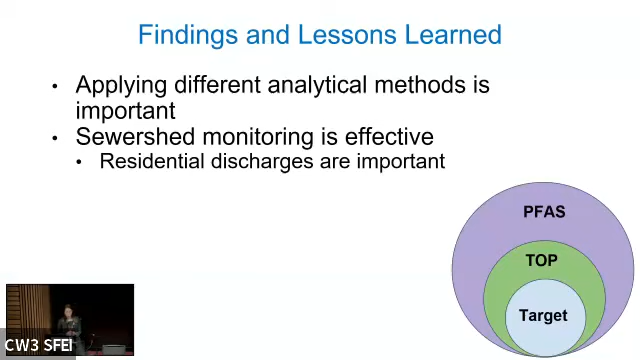 Findings and Lessons Learned
• Applying different analytical methods is
important
• Sewershed monitoring is effective
• Residential discharges are important
PFAS
TOP
Target
CW3 SFEI